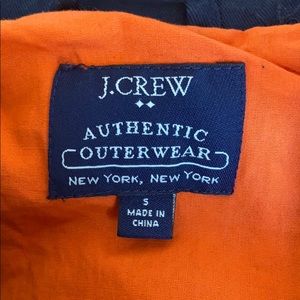 J.CREW
AUTHENTIC
OUTERWEAR
NEW YORK, NEW YORK
S
MADE IN
CHINA